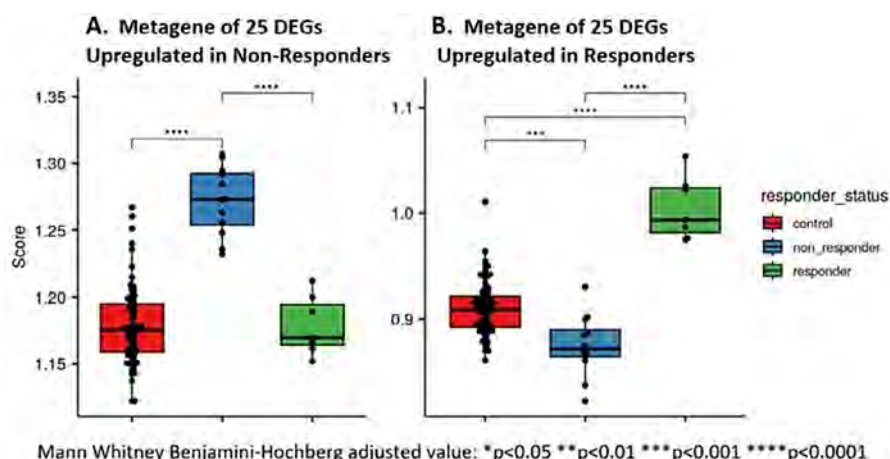 A. Metagene of 25 DEGs
Upregulated in Non-Responders
B. Metagene of 25 DEGs
Upregulated in Responders
Score
1.35
1.30
1.25
1.20
1.15
****
****
1.1
1.0
0.9
****
****
***
responder_status
control
non_responder
responder
Mann Whitney Benjamini-Hochberg adjusted value: *p<0.05 **p<0.01 ***p<0.001 ****p<0.0001